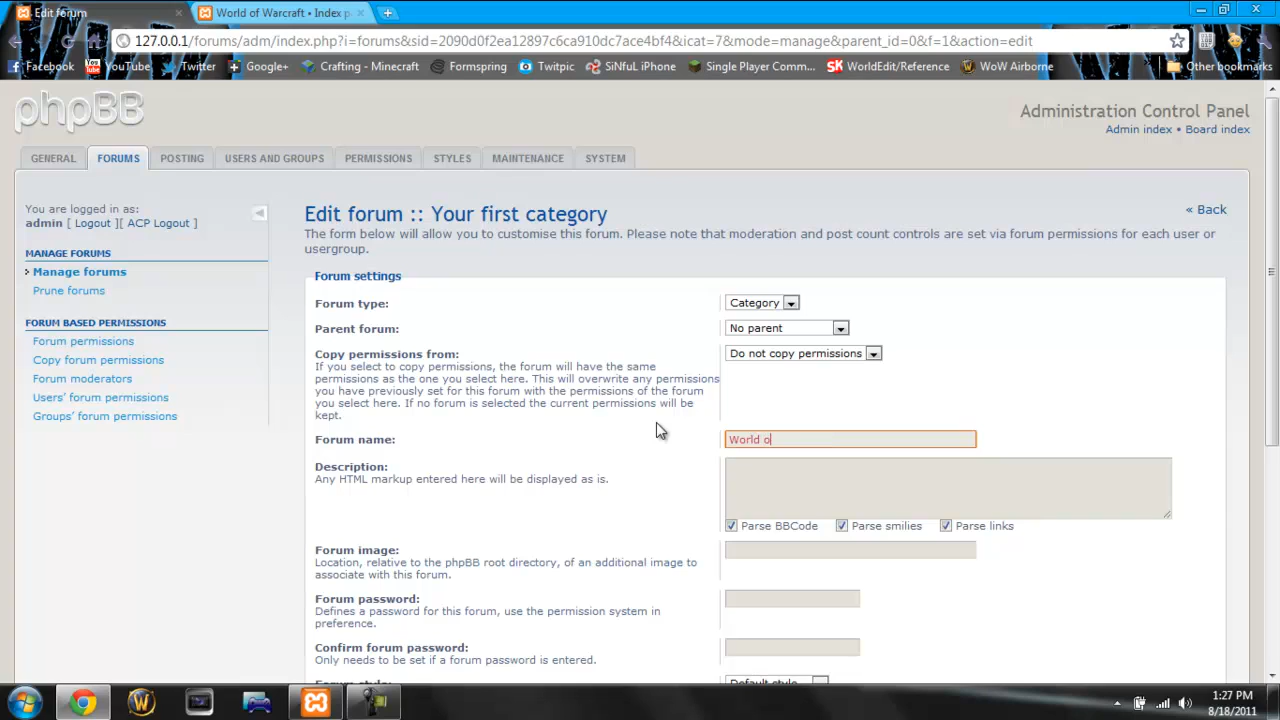 Edit forum
World of Warcraft • Index p
127.0.0.1/forums/adm/index.php?i=forums&sid=2090d0f2ea12897c6ca910dc7ace4bf4&icat=7&mode=manage&parent_id=0&f=1&action=edit
Facebook YouTube Twitter Google+ Crafting - Minecraft Formspring Twitpic SiNfuL iPhone Single Player Comm... WorldEdit/Reference WoW Airborne Other bookmarks
phpBB
Administration Control Panel
Admin index • Board index
GENERAL FORUMS POSTING USERS AND GROUPS PERMISSIONS STYLES MAINTENANCE SYSTEM
You are logged in as:
admin [ Logout ][ ACP Logout ]
MANAGE FORUMS
Manage forums
Prune forums
FORUM BASED PERMISSIONS
Forum permissions
Copy forum permissions
Forum moderators
Users' forum permissions
Groups' forum permissions
Edit forum :: Your first category
« Back
The form below will allow you to customise this forum. Please note that moderation and post count controls are set via forum permissions for each user or
usergroup.
Forum settings
Forum type: Category
Parent forum: No parent
Copy permissions from: Do not copy permissions
If you select to copy permissions, the forum will have the same
permissions as the one you select here. This will overwrite any permissions
you have previously set for this forum with the permissions of the forum
you select here. If no forum is selected the current permissions will be
kept.
Forum name: World o
Description:
Any HTML markup entered here will be displayed as is.
Parse BBCode Parse smilies Parse links
Forum image:
Location, relative to the phpBB root directory, of an additional image to
associate with this forum.
Forum password:
Defines a password for this forum, use the permission system in
preference.
Confirm forum password:
Only needs to be set if a forum password is entered.
Forum style: Default style
1:27 PM
8/18/2011